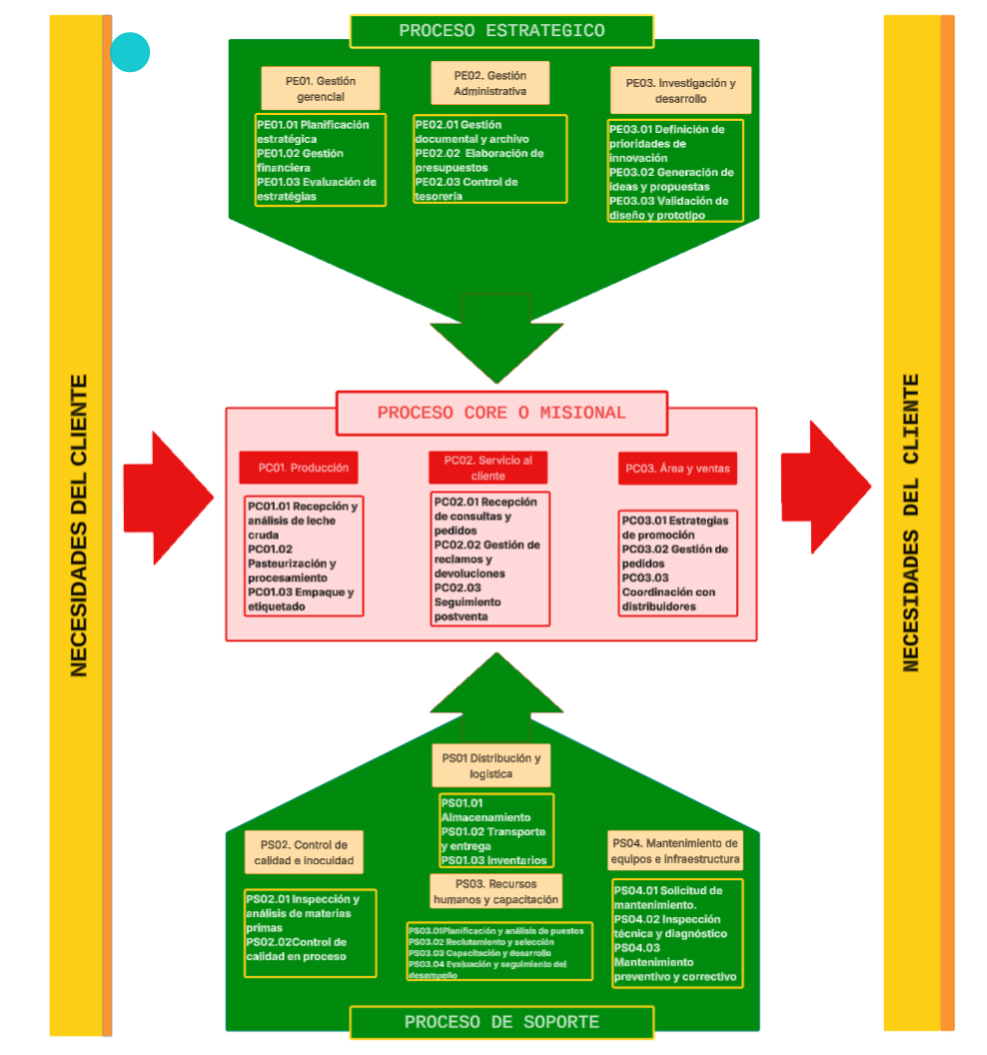 PROCESO ESTRATEGICO
PE01. Gestión
gerencial
PE01.01 Planificación
estratégica
PE01.02 Gestión
financiera
PE01.03 Evaluación de
estratégias
PE02. Gestión
Administrativa
PE02.01 Gestión
documental y archivo
PE02.02 Elaboración de
presupuestos
PE02.03 Control de
tesorería
PE03. Investigación y
desarrollo
PE03.01 Definición de
prioridades de
innovación
PE03.02 Generación de
ideas y propuestas
PE03.03 Validación de
diseño y prototipo
NECESIDADES DEL CLIENTE
PROCESO CORE O MISIONAL
PC01. Producción
PC01.01 Recepción y
análisis de leche
cruda
PC01.02
Pasteurización y
procesamiento
PC01.03 Empaque y
etiquetado
PC02. Servicio al
cliente
PC02.01 Recepción
de consultas y
pedidos
PC02.02 Gestión de
reclamos y
devoluciones
PC02.03
Seguimiento
postventa
PC03. Área y ventas
PC03.01 Estrategias
de promoción
PC03.02 Gestión de
pedidos
PC03.03
Coordinación con
distribuidores
NECESIDADES DEL CLIENTE
PS01 Distribución y
logística
PS01.01
Almacenamiento
PS01.02 Transporte
y entrega
PS01.03 Inventarios
PS02. Control de
calidad e inocuidad
PS02.01 Inspección y
análisis de materias
primas
PS02.02Control de
calidad en proceso
PS03. Recursos
humanos y capacitación
PS03.01Planificación y análisis de puestos
PS03.02 Reclutamiento y selección
PS03.03 Capacitación y desarrollo
PS03.04 Evaluación y seguimiento del
desempeño
PS04. Mantenimiento de
equipos e infraestructura
PS04.01 Solicitud de
mantenimiento.
PS04.02 Inspección
técnica y diagnóstico
PS04.03
Mantenimiento
preventivo y correctivo
PROCESO DE SOPORTE